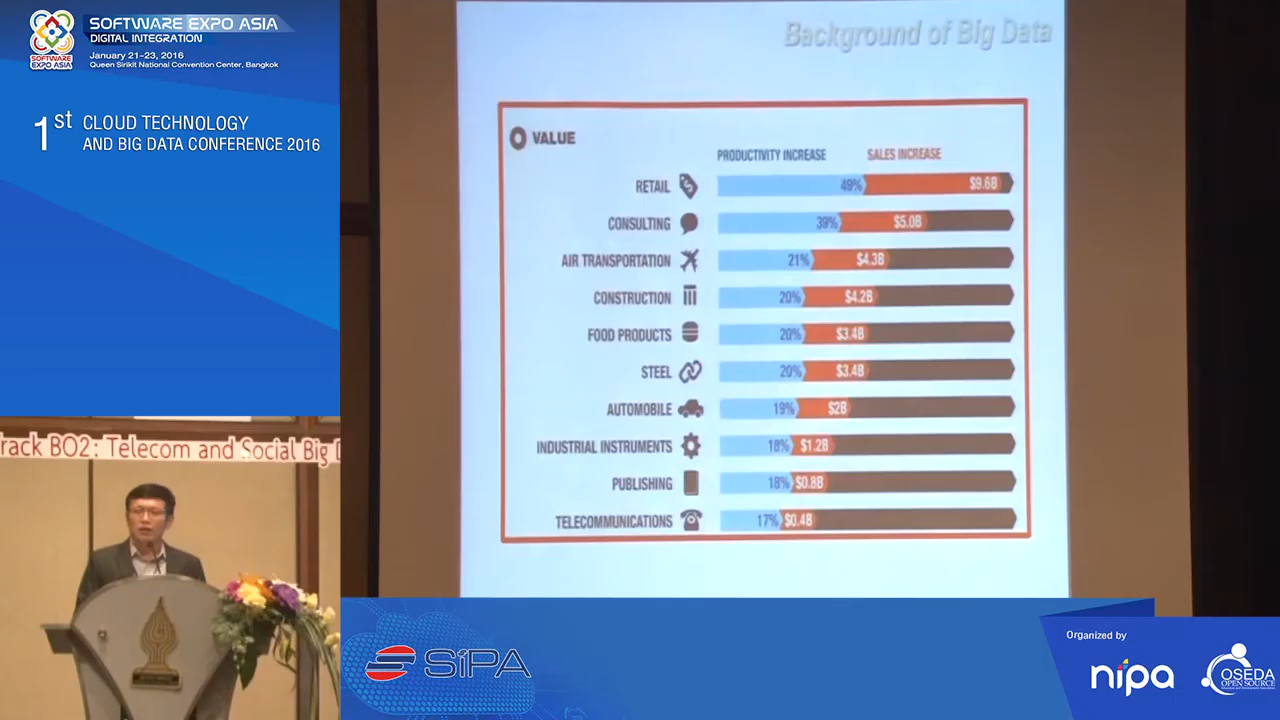 SOFTWARE EXPO ASIA
DIGITAL INTEGRATION
January 21-23, 2016
Queen Sirikit National Convention Center, Bangkok
SOFTWARE
EXPO ASIA
1st CLOUD TECHNOLOGY
AND BIG DATA CONFERENCE 2016
Background of Big Data
VALUE
PRODUCTIVITY INCREASE SALES INCREASE
RETAIL 49% $9.6B
CONSULTING 39% $5.0B
AIR TRANSPORTATION 21% $4.3B
CONSTRUCTION 20% $4.2B
FOOD PRODUCTS 20% $3.4B
STEEL 20% $3.4B
AUTOMOBILE 19% $2B
INDUSTRIAL INSTRUMENTS 18% $1.2B
PUBLISHING 18% $0.8B
TELECOMMUNICATIONS 17% $0.4B
rack BO2: Telecom and Social Big D
SiPA
Organized by
nipa
OSEDA
OPEN SOURCE